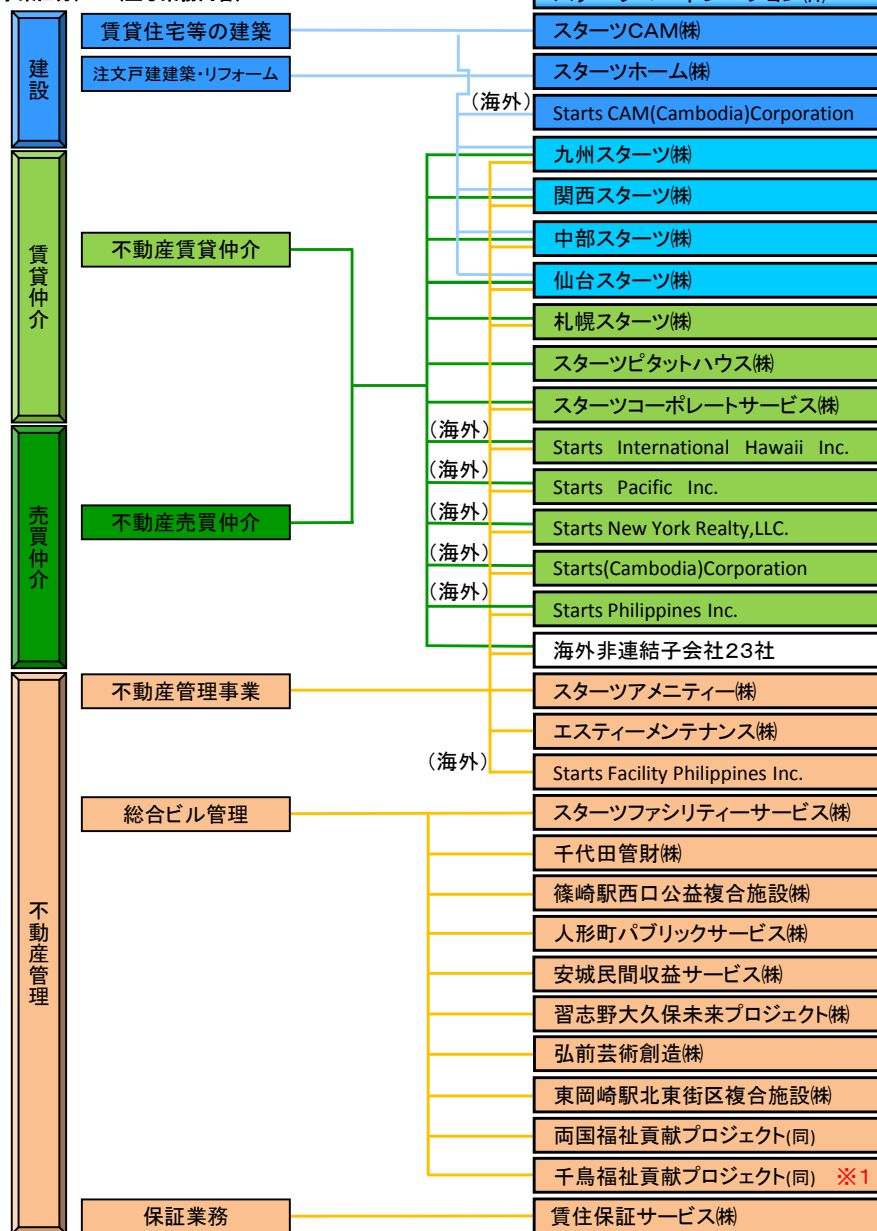 建設
賃貸住宅等の建築
スターツCAM㈱
注文戸建建築・リフォーム
スターツホーム㈱
(海外)
Starts CAM(Cambodia)Corporation
賃貸仲介
不動産賃貸仲介
九州スターツ㈱
関西スターツ㈱
中部スターツ㈱
仙台スターツ㈱
札幌スターツ㈱
スターツピタットハウス㈱
スターツコーポレートサービス㈱
売買仲介
不動産売買仲介
(海外)
Starts International Hawaii Inc.
(海外)
Starts Pacific Inc.
(海外)
Starts New York Realty,LLC.
(海外)
Starts(Cambodia)Corporation
(海外)
Starts Philippines Inc.
海外非連結子会社23社
不動産管理
不動産管理事業
スターツアメニティー㈱
エスティーメンテナンス㈱
(海外)
Starts Facility Philippines Inc.
総合ビル管理
スターツファシリティーサービス㈱
千代田管財㈱
篠崎駅西口公益複合施設㈱
人形町パブリックサービス㈱
安城民間収益サービス㈱
習志野大久保未来プロジェクト㈱
弘前芸術創造㈱
東岡崎駅北東街区複合施設㈱
両国福祉貢献プロジェクト(同)
千鳥福祉貢献プロジェクト(同) ※1
保証業務
賃住保証サービス㈱